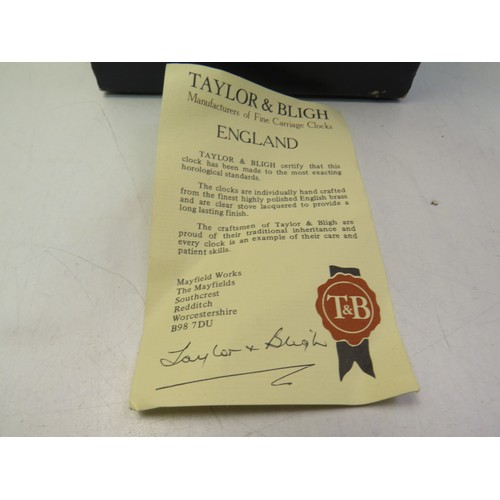 TAYLOR & BLIGH
Manufacturers of Fine Carriage Clocks
ENGLAND
TAYLOR & BLIGH certify that this
clock has been made to the most exacting
horological standards.
The clocks are individually hand crafted
from the finest highly polished English brass
and are clear stove lacquered to provide a
long lasting finish.
The craftsmen of Taylor & Bligh are
proud of their traditional inheritance and
every clock is an example of their care and
patient skills.
Mayfield Works
The Mayfields
Southcrest
Redditch
Worcestershire
B98 7DU
T&B
Taylor & Bligh